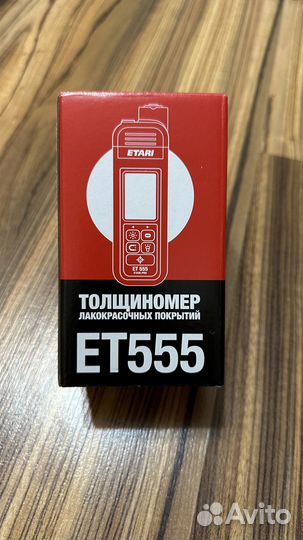 ETARI
ET 555
ТОЛЩИНОМЕР
ЛАКОКРАСОЧНЫХ ПОКРЫТИЙ
ET555
Avito